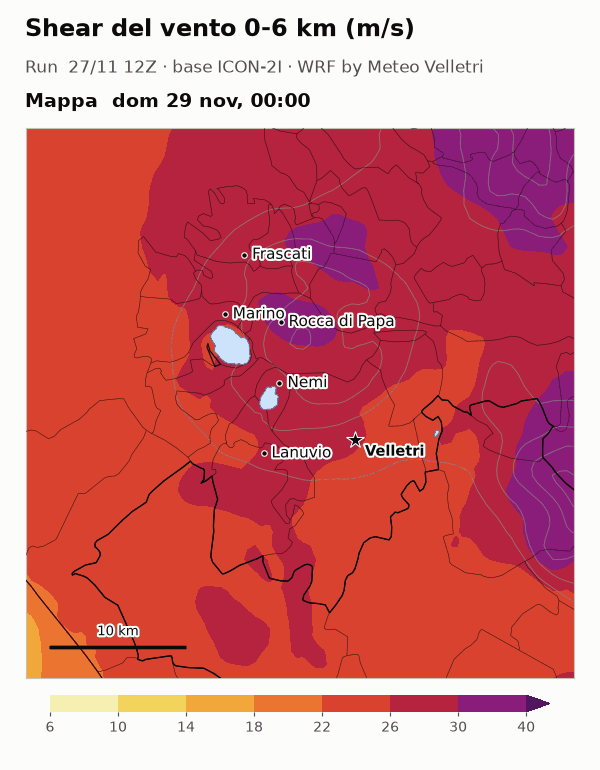 Shear del vento 0-6 km (m/s)
Run 27/11 12Z · base ICON-2I · WRF by Meteo Velletri
Mappa dom 29 nov, 00:00
Frascati
Marino
Rocca di Papa
Nemi
Velletri
Lanuvio
10 km
6 10 14 18 22 26 30 40